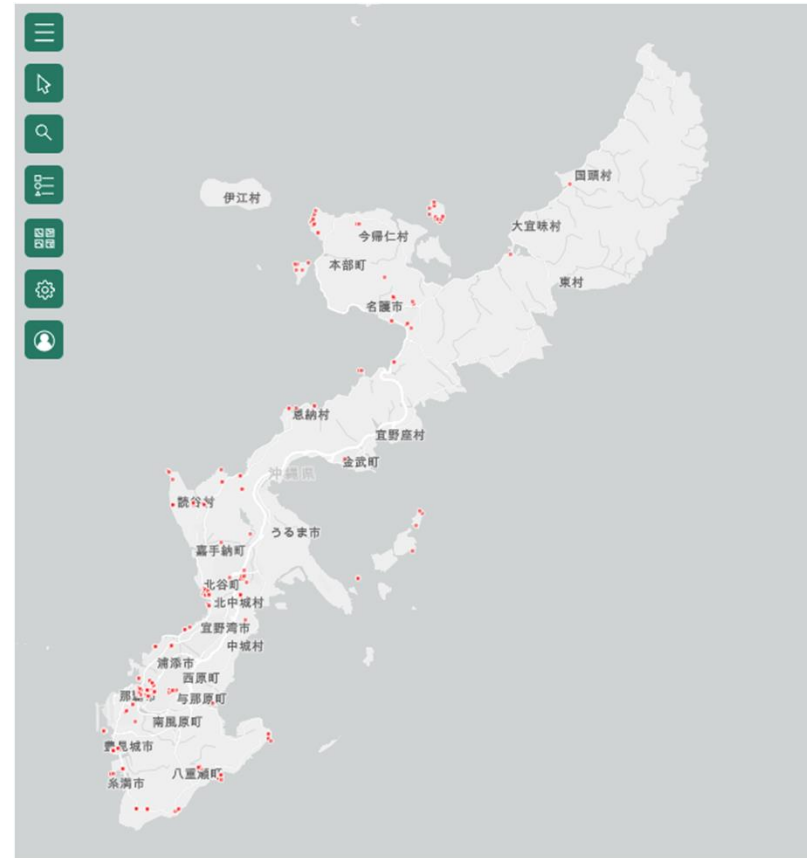 国頭村
伊江村
大宜味村
今帰仁村
本部町
東村
名護市
恩納村
宜野座村
金武町
沖縄県
読谷村
うるま市
嘉手納町
北谷町
北中城村
宜野湾市
中城村
浦添市
西原町
那覇市
与那原町
南風原町
豊見城市
八重瀬町
糸満市